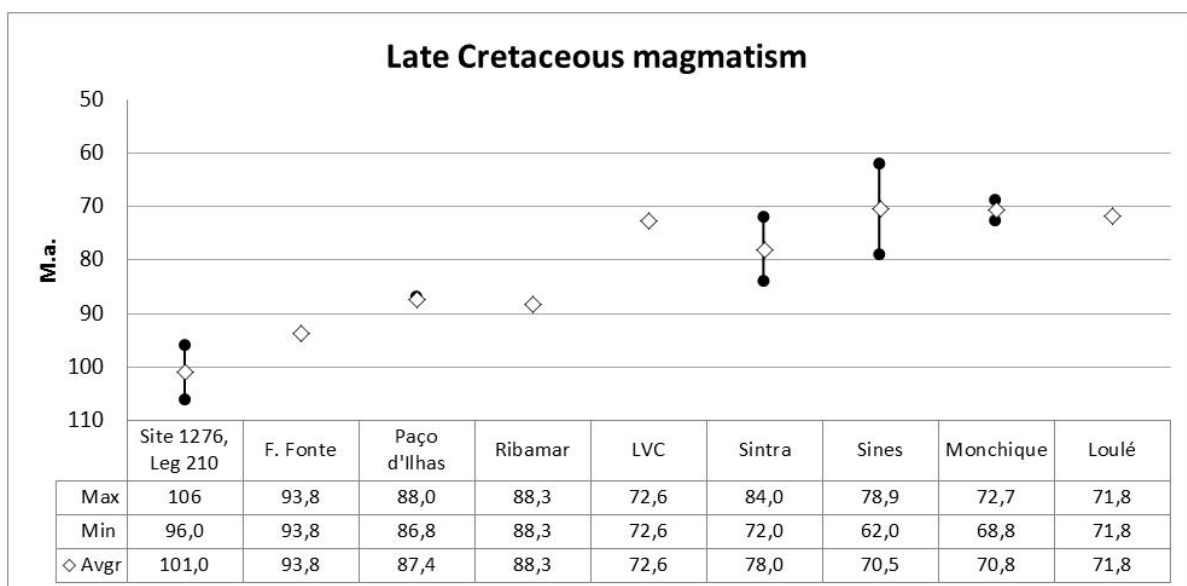 Late Cretaceous magmatism
M.a.
50
60
70
80
90
100
110
Site 1276, Leg 210 F. Fonte Paço d'Ilhas Ribamar LVC Sintra Sines Monchique Loulé
Max 106 93,8 88,0 88,3 72,6 84,0 78,9 72,7 71,8
Min 96,0 93,8 86,8 88,3 72,6 72,0 62,0 68,8 71,8
◇ Avgr 101,0 93,8 87,4 88,3 72,6 78,0 70,5 70,8 71,8